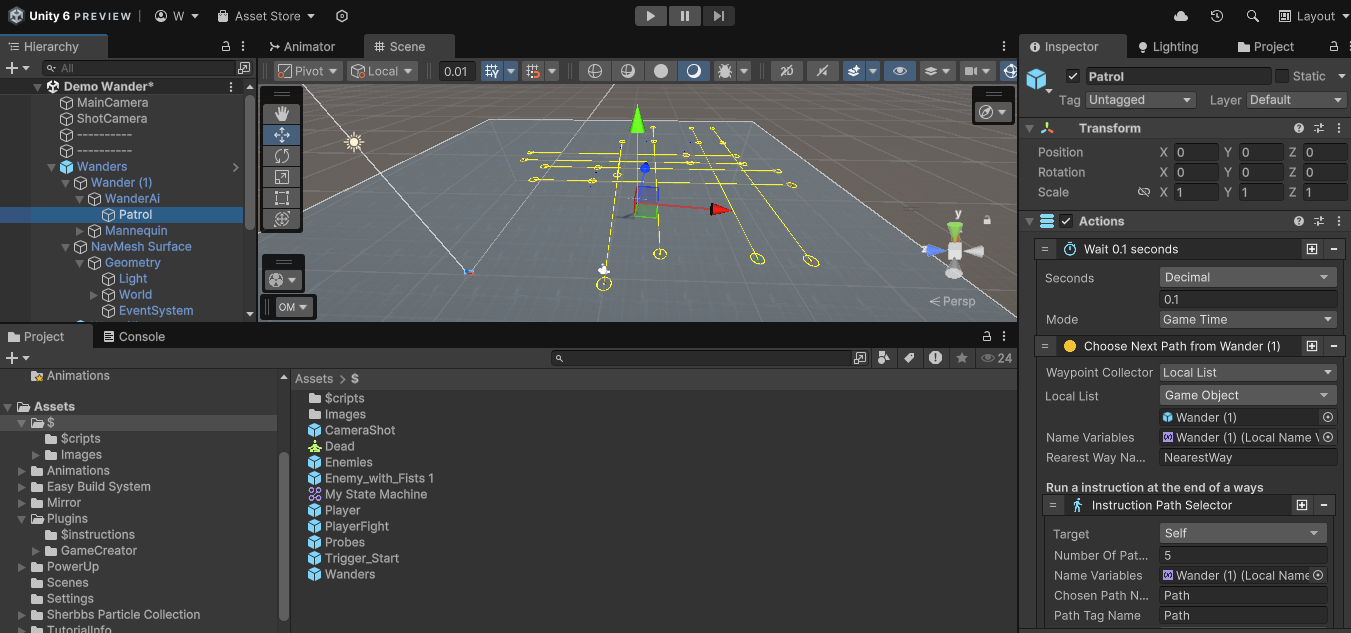 Unity 6 PREVIEW
W
Asset Store
Layout
Hierarchy
All
Demo Wander*
MainCamera
ShotCamera
----------
----------
Wanders
Wander (1)
WanderAi
Patrol
Mannequin
NavMesh Surface
Geometry
Light
World
EventSystem
Animator
Scene
Pivot
Local
0.01
2D
y
Persp
OM
Inspector
Lighting
Project
Patrol
Static
Tag Untagged
Layer Default
Transform
Position X 0 Y 0 Z 0
Rotation X 0 Y 0 Z 0
Scale X 1 Y 1 Z 1
Actions
Wait 0.1 seconds
Seconds Decimal
0.1
Mode Game Time
Choose Next Path from Wander (1)
Waypoint Collector Local List
Local List Game Object
Wander (1)
Name Variables Wander (1) (Local Name
Rearest Way Na... NearestWay
Run a instruction at the end of a ways
Instruction Path Selector
Target Self
Number Of Pat... 5
Name Variables Wander (1) (Local Name
Chosen Path N... Path
Path Tag Name Path
Project
Console
24
Animations
Assets
$
$cripts
Images
Animations
Easy Build System
Mirror
Plugins
$instructions
GameCreator
PowerUp
Scenes
Settings
Sherbbs Particle Collection
TutorialInfo
Assets > $
$cripts
Images
CameraShot
Dead
Enemies
Enemy_with_Fists 1
My State Machine
Player
PlayerFight
Probes
Trigger_Start
Wanders